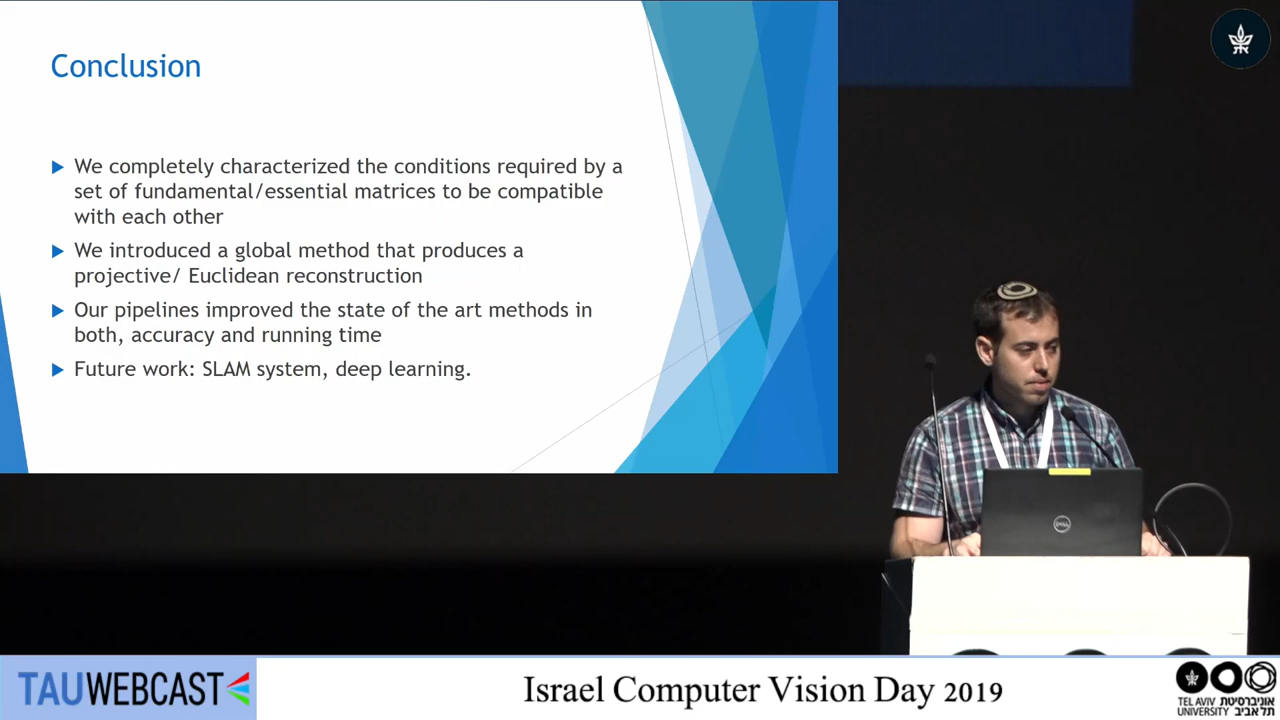 Conclusion
We completely characterized the conditions required by a
set of fundamental/essential matrices to be compatible
with each other
We introduced a global method that produces a
projective/ Euclidean reconstruction
Our pipelines improved the state of the art methods in
both, accuracy and running time
Future work: SLAM system, deep learning.
DELL
TAUWEBCAST
Israel Computer Vision Day 2019
TEL AVIV אוניברסיטת
UNIVERSITY תל אביב